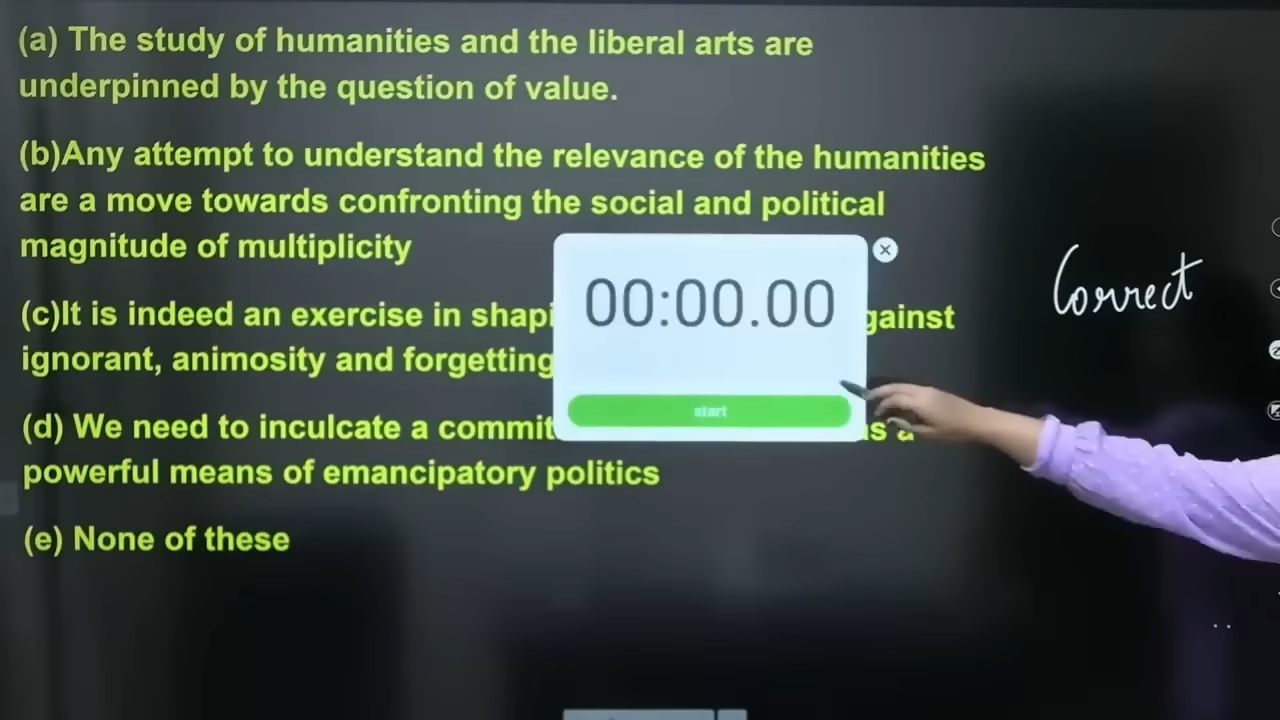 (a) The study of humanities and the liberal arts are
underpinned by the question of value.
(b)Any attempt to understand the relevance of the humanities
are a move towards confronting the social and political
magnitude of multiplicity
(c)It is indeed an exercise in
ignorant, animosity and forgetting
(d) We need to inculcate a
powerful means of emancipatory politics
(e) None of these
00:00.00
start
Correct